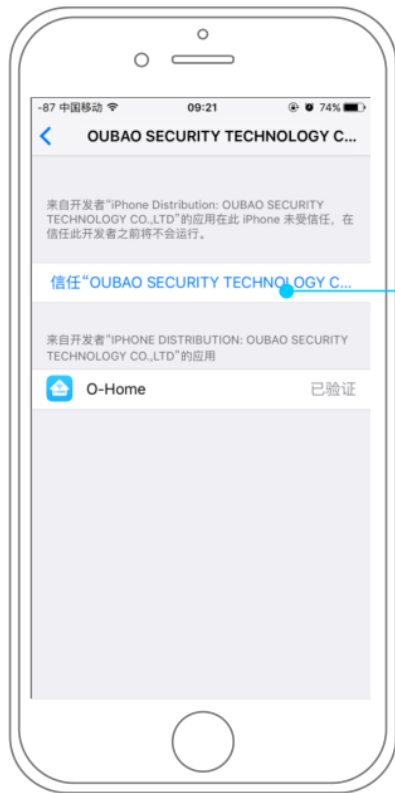 -87 中国移动 09:21 74%
OUBAO SECURITY TECHNOLOGY C...
来自开发者“iPhone Distribution: OUBAO SECURITY
TECHNOLOGY CO.,LTD”的应用在此 iPhone 未受信任，在
信任此开发者之前将不会运行。
信任“OUBAO SECURITY TECHNOLOGY C...
来自开发者“IPHONE DISTRIBUTION: OUBAO SECURITY
TECHNOLOGY CO.,LTD”的应用
O-Home 已验证